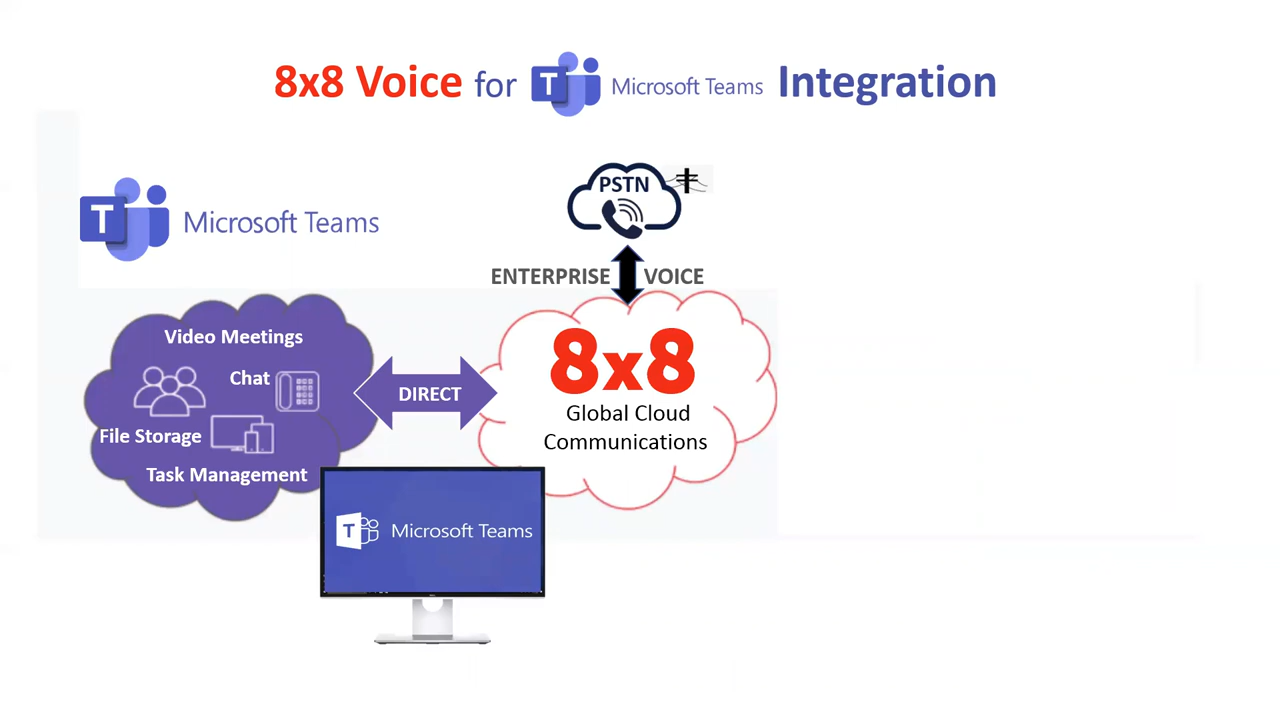 8x8 Voice for T Microsoft Teams Integration
PSTN
T Microsoft Teams
ENTERPRISE VOICE
Video Meetings
Chat
File Storage
Task Management
DIRECT
8x8
Global Cloud
Communications
T Microsoft Teams